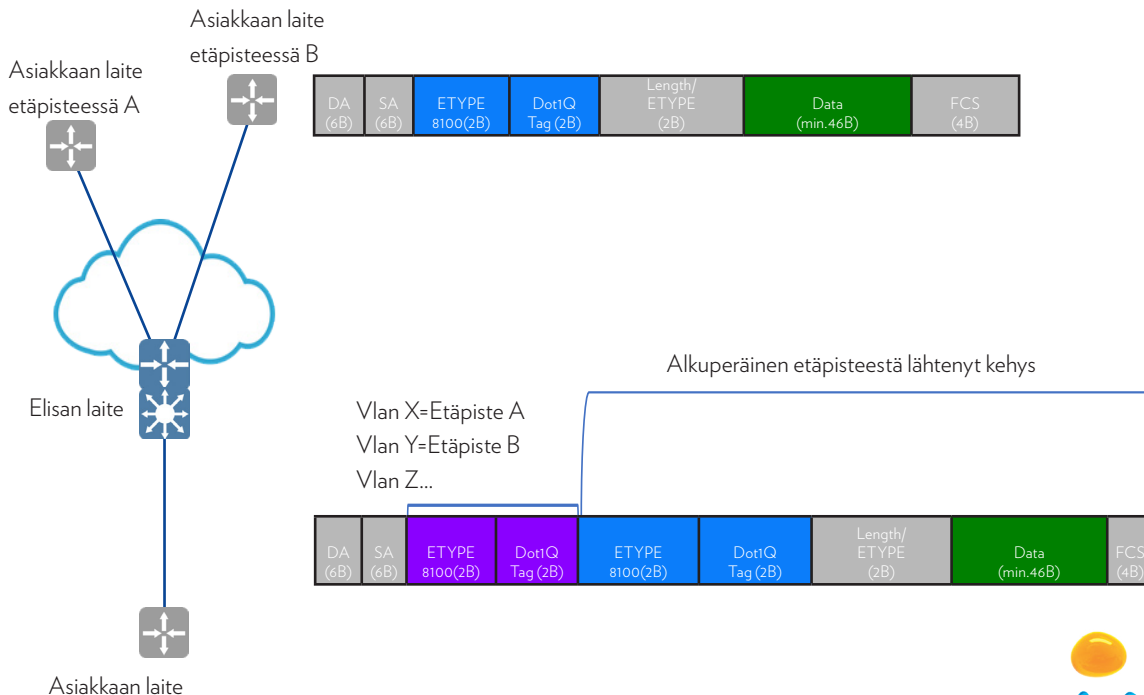 Asiakkaan laite
etäpisteessä B
Asiakkaan laite
etäpisteessä A
DA
(6B)
SA
(6B)
ETYPE
8100(2B)
Dot1Q
Tag (2B)
Length/
ETYPE
(2B)
Data
(min.46B)
FCS
(4B)
Alkuperäinen etäpisteestä lähtenyt kehys
Elisan laite
Vlan X=Etäpiste A
Vlan Y=Etäpiste B
Vlan Z...
DA
(6B)
SA
(6B)
ETYPE
8100(2B)
Dot1Q
Tag (2B)
ETYPE
8100(2B)
Dot1Q
Tag (2B)
Length/
ETYPE
(2B)
Data
(min.46B)
FCS
(4B)
Asiakkaan laite